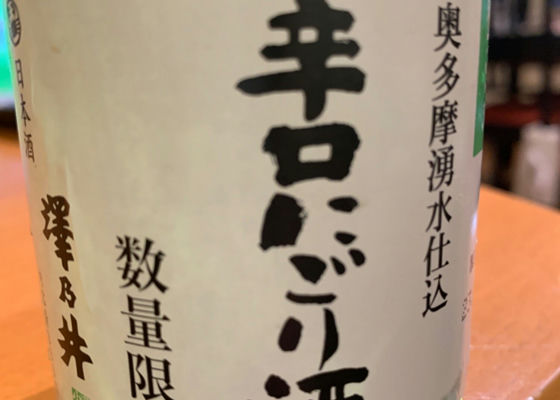 奥多摩湧水仕込
辛口にごり酒
数量限
澤乃井
日本酒